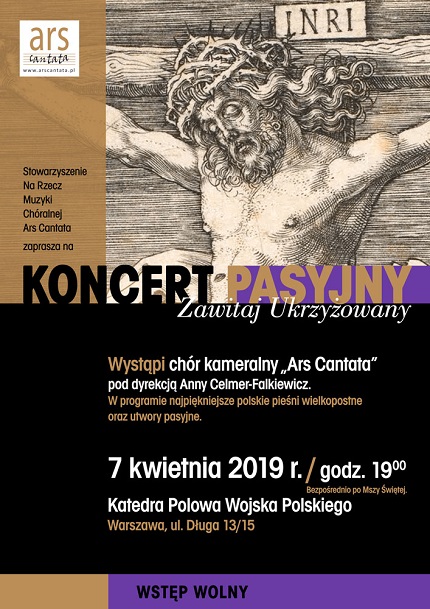 ars
cantata
www.arscantata.pl
INRI
Stowarzyszenie
Na Rzecz
Muzyki
Chóralnej
Ars Cantata
zaprasza na
KONCERT PASYJNY
Zawitaj Ukrzyżowany
Wystąpi chór kameralny „Ars Cantata”
pod dyrekcją Anny Celmer-Falkiewicz.
W programie najpiękniejsze polskie pieśni wielkopostne
oraz utwory pasyjne.
7 kwietnia 2019 r. / godz. 19⁰⁰
Bezpośrednio po Mszy Świętej.
Katedra Polowa Wojska Polskiego
Warszawa, ul. Długa 13/15
WSTĘP WOLNY